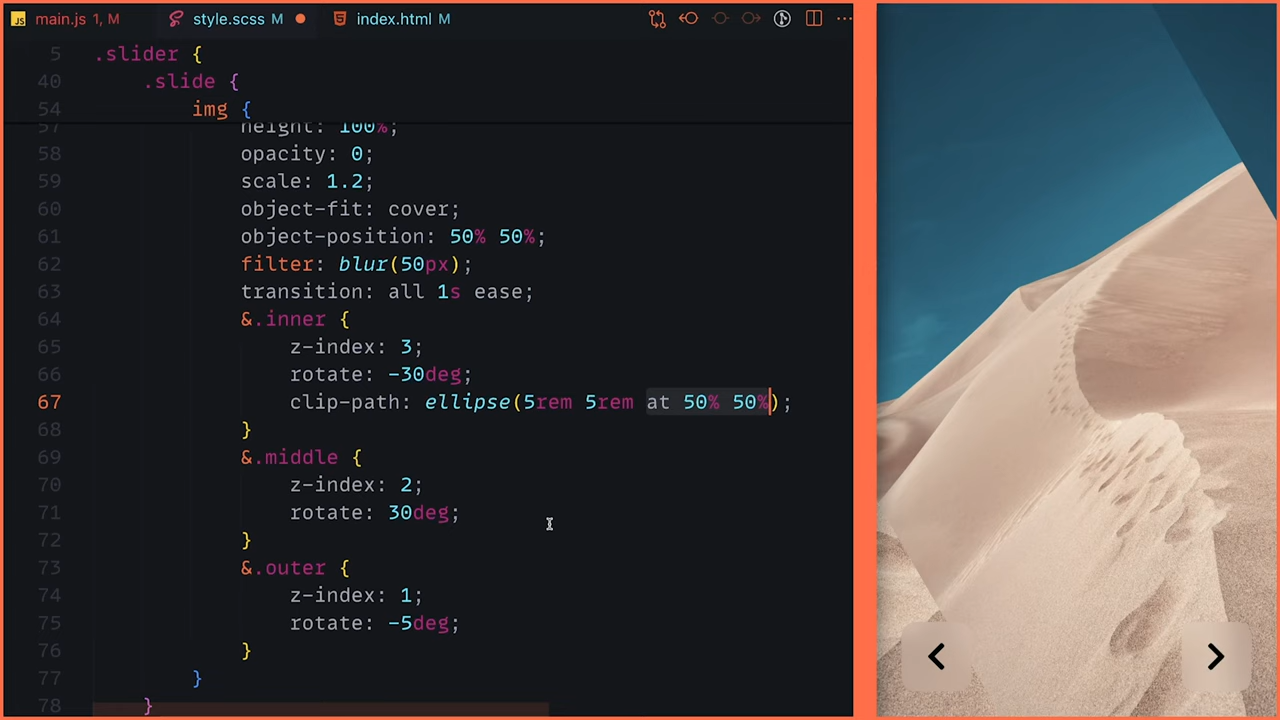 main.js 1, M style.scss M index.html M
5 .slider {
40 .slide {
54 img {
57 height: 100%;
58 opacity: 0;
59 scale: 1.2;
60 object-fit: cover;
61 object-position: 50% 50%;
62 filter: blur(50px);
63 transition: all 1s ease;
64 &.inner {
65 z-index: 3;
66 rotate: -30deg;
67 clip-path: ellipse(5rem 5rem at 50% 50%);
68 }
69 &.middle {
70 z-index: 2;
71 rotate: 30deg;
72 }
73 &.outer {
74 z-index: 1;
75 rotate: -5deg;
76 }
77 }
78 }